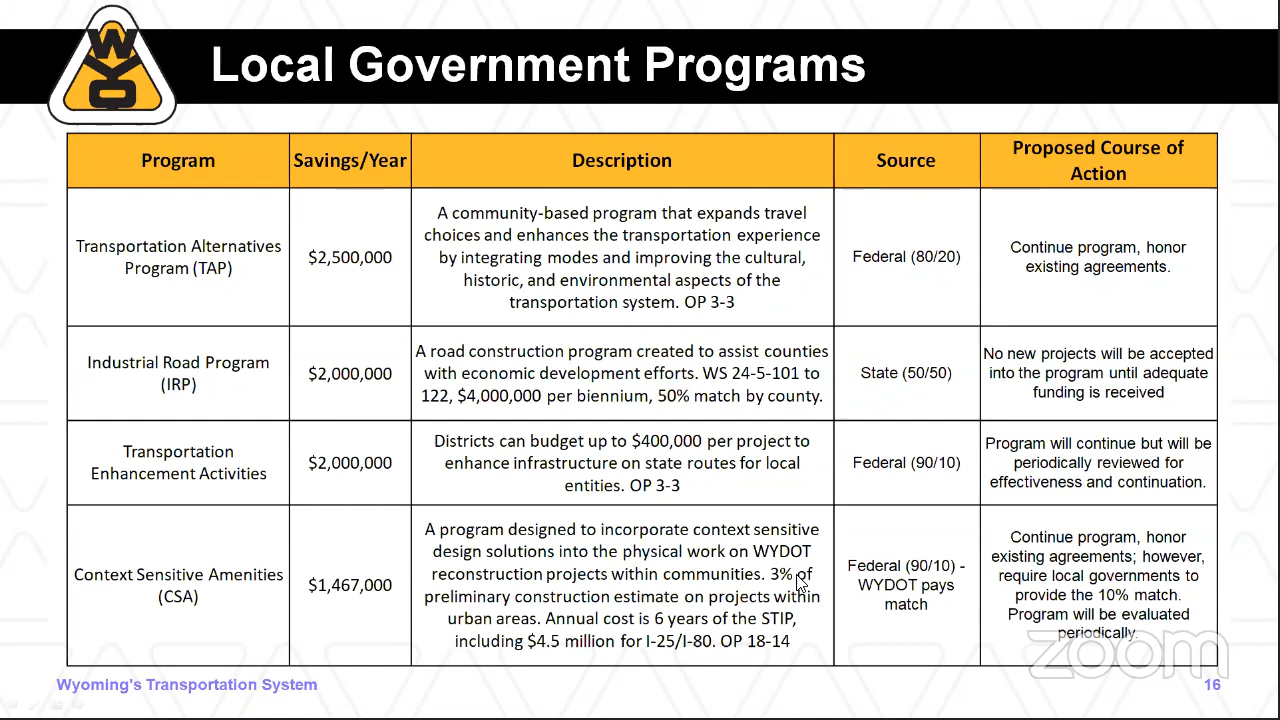 WYO
Local Government Programs
Program
Savings/Year
Description
Source
Proposed Course of
Action
Transportation Alternatives
Program (TAP)
$2,500,000
A community-based program that expands travel
choices and enhances the transportation experience
by integrating modes and improving the cultural,
historic, and environmental aspects of the
transportation system. OP 3-3
Federal (80/20)
Continue program, honor
existing agreements.
Industrial Road Program
(IRP)
$2,000,000
A road construction program created to assist counties
with economic development efforts. WS 24-5-101 to
122, $4,000,000 per biennium, 50% match by county.
State (50/50)
No new projects will be accepted
into the program until adequate
funding is received
Transportation
Enhancement Activities
$2,000,000
Districts can budget up to $400,000 per project to
enhance infrastructure on state routes for local
entities. OP 3-3
Federal (90/10)
Program will continue but will be
periodically reviewed for
effectiveness and continuation.
Context Sensitive Amenities
(CSA)
$1,467,000
A program designed to incorporate context sensitive
design solutions into the physical work on WYDOT
reconstruction projects within communities. 3% of
preliminary construction estimate on projects within
urban areas. Annual cost is 6 years of the STIP,
including $4.5 million for I-25/I-80. OP 18-14
Federal (90/10) -
WYDOT pays
match
Continue program, honor
existing agreements; however,
require local governments to
provide the 10% match.
Program will be evaluated
periodically.
zoom
Wyoming's Transportation System
16